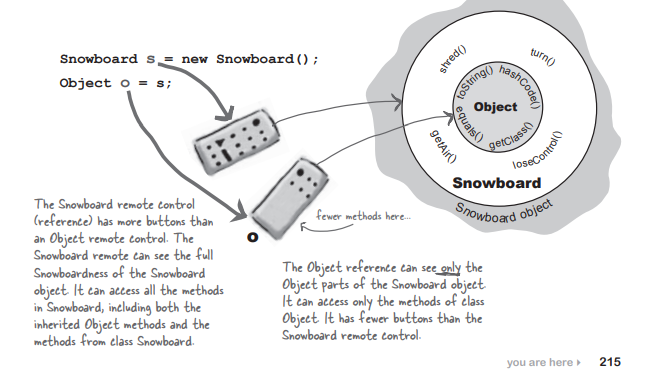 Snowboard s = new Snowboard();
Object o = s;
shred()
turn()
toString()
hashCode()
Object
equals()
getClass()
getAir()
loseControl()
Snowboard
Snowboard object
fewer methods here...
o
The Snowboard remote control
(reference) has more buttons than
an Object remote control. The
Snowboard remote can see the full
Snowboardness of the Snowboard
object. It can access all the methods
in Snowboard, including both the
inherited Object methods and the
methods from class Snowboard.
The Object reference can see only the
Object parts of the Snowboard object.
It can access only the methods of class
Object. It has fewer buttons than the
Snowboard remote control.
you are here 215